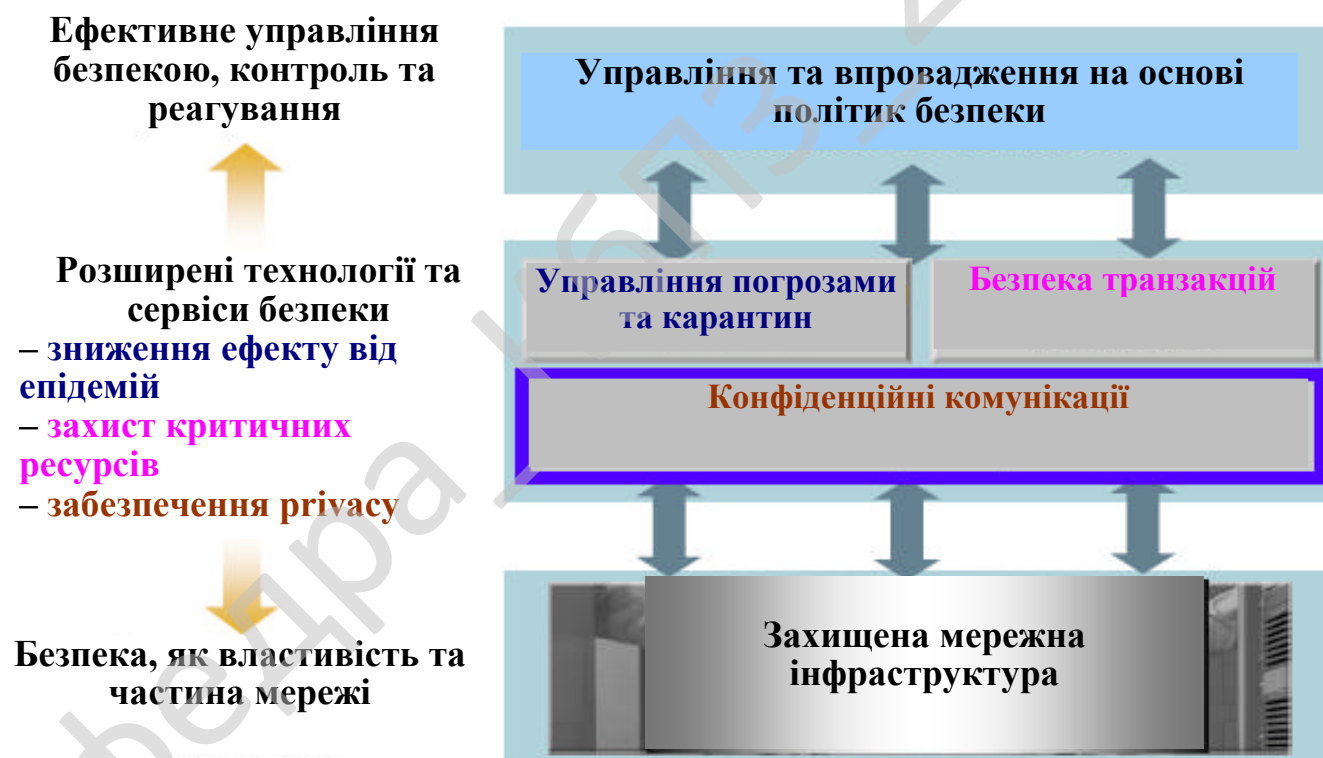 Ефективне управління
безпекою, контроль та
реагування
Розширені технології та
сервіси безпеки
– зниження ефекту від
епідемій
– захист критичних
ресурсів
– забезпечення privacy
Безпека, як властивість та
частина мережі
Управління та впровадження на основі
політик безпеки
Управління погрозами
та карантин
Безпека транзакцій
Конфіденційні комунікації
Захищена мережна
інфраструктура